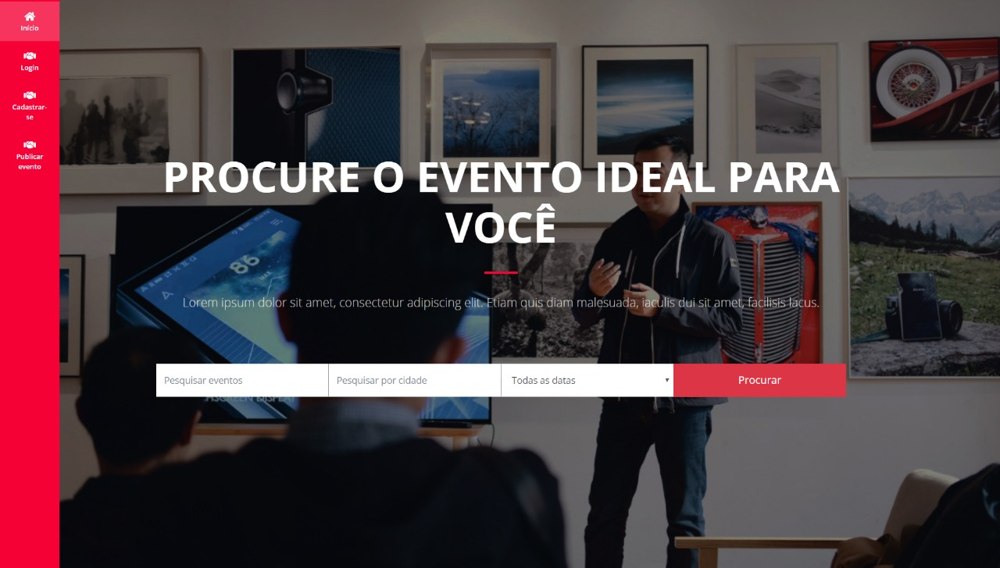 Início
Login
Cadastrar-
se
Publicar
evento
PROCURE O EVENTO IDEAL PARA
VOCÊ
86
MAX
Lorem ipsum dolor sit amet, consectetur adipiscing elit. Etiam quis diam malesuada, iaculis dui sit amet, facilisis lacus.
Pesquisar eventos
Pesquisar por cidade
Todas as datas
Procurar